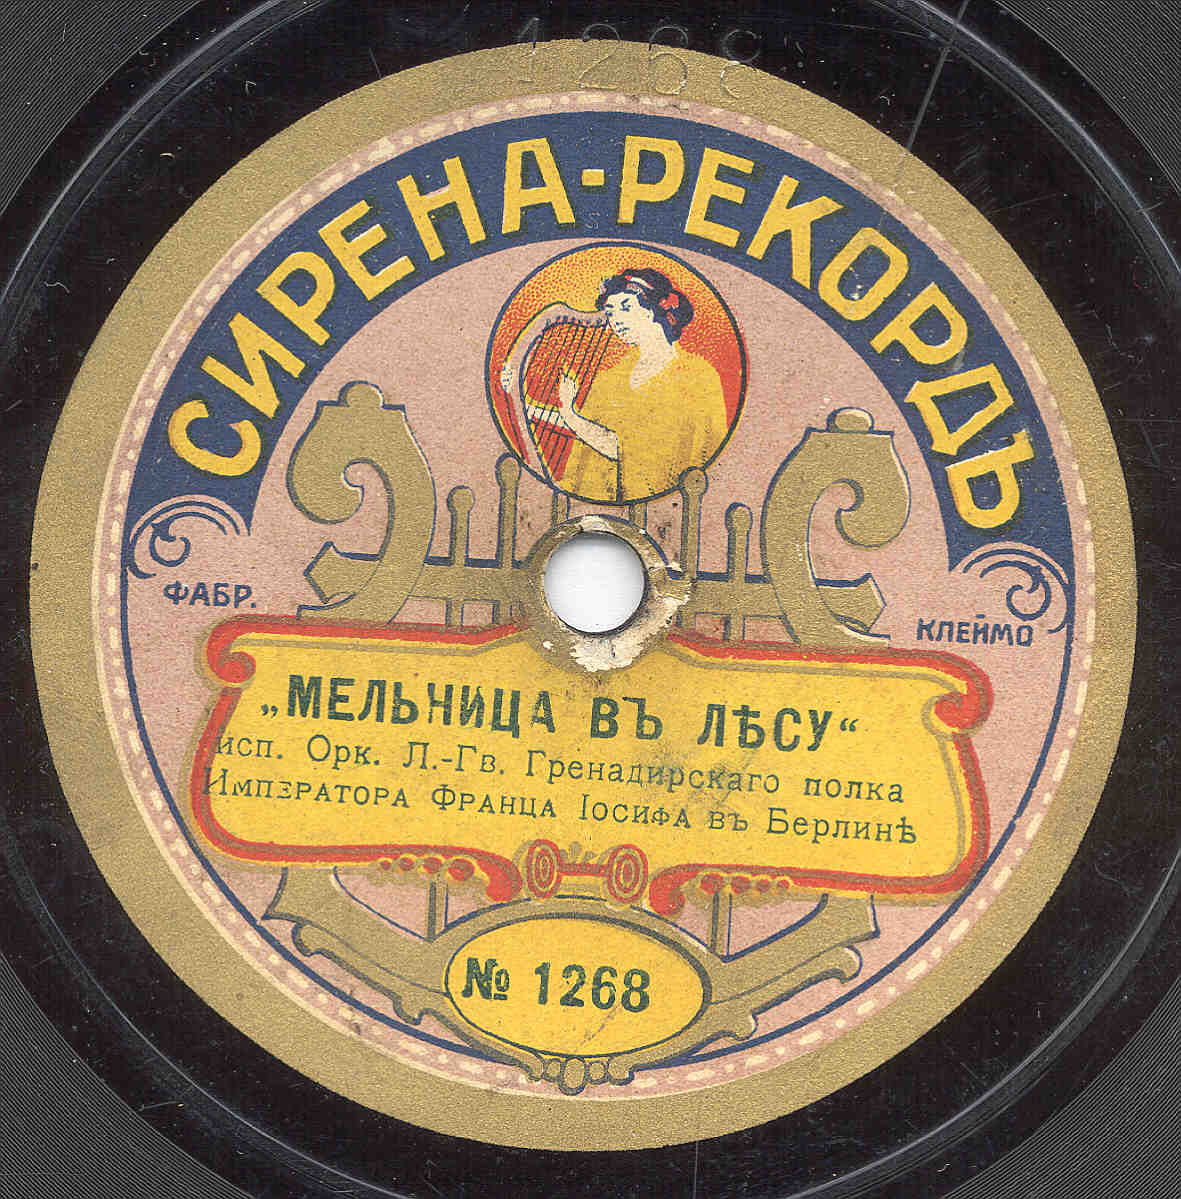 1268
СИРЕНА-РЕКОРДЪ
ФАБР. КЛЕЙМО
„МЕЛЬНИЦА ВЪ ЛѢСУ“
исп. Орк. Л.-Гв. Гренадирскаго полка
Императора Франца Іосифа въ Берлинѣ
№ 1268